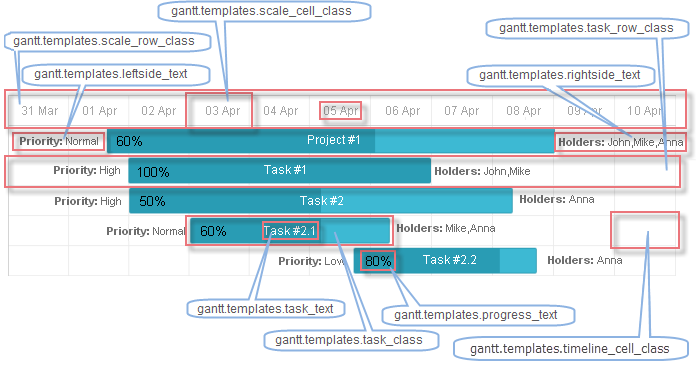 gantt.templates.scale_cell_class
gantt.templates.scale_row_class
gantt.templates.task_row_class
gantt.templates.leftside_text
gantt.templates.rightside_text
31 Mar 01 Apr 02 Apr 03 Apr 04 Apr 05 Apr 06 Apr 07 Apr 08 Apr 09 Apr 10 Apr
Priority: Normal 60% Project #1 Holders: John,Mike,Anna
Priority: High 100% Task #1 Holders: John,Mike
Priority: High 50% Task #2 Holders: Anna
Priority: Normal 60% Task #2.1 Holders: Mike,Anna
Priority: Low 80% Task #2.2 Holders: Anna
gantt.templates.task_text
gantt.templates.progress_text
gantt.templates.task_class
gantt.templates.timeline_cell_class